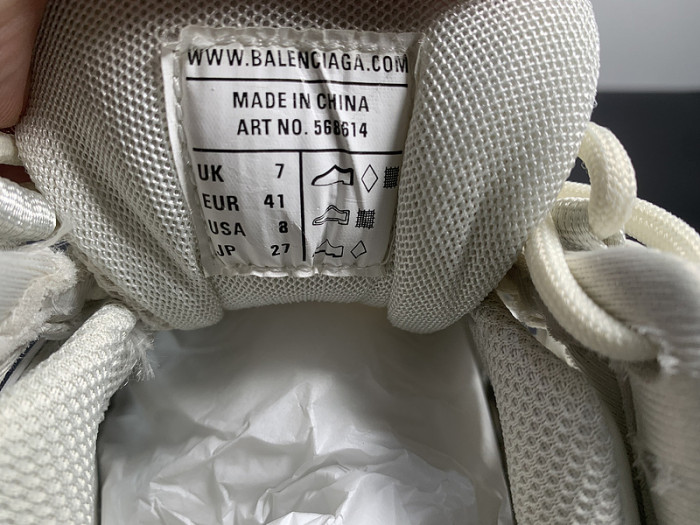 WWW.BALENCIAGA.COM
MADE IN CHINA
ART NO. 568614
UK 7
EUR 41
USA 8
JP 27